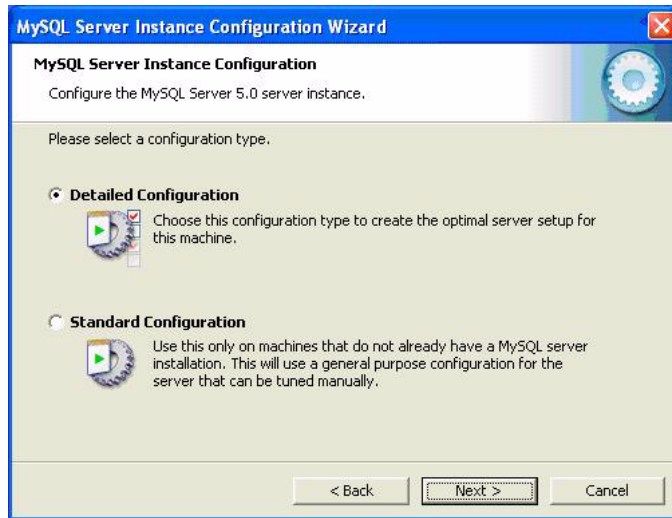 MySQL Server Instance Configuration Wizard
MySQL Server Instance Configuration
Configure the MySQL Server 5.0 server instance.
Please select a configuration type.
Detailed Configuration
Choose this configuration type to create the optimal server setup for
this machine.
Standard Configuration
Use this only on machines that do not already have a MySQL server
installation. This will use a general purpose configuration for the
server that can be tuned manually.
< Back
Next >
Cancel